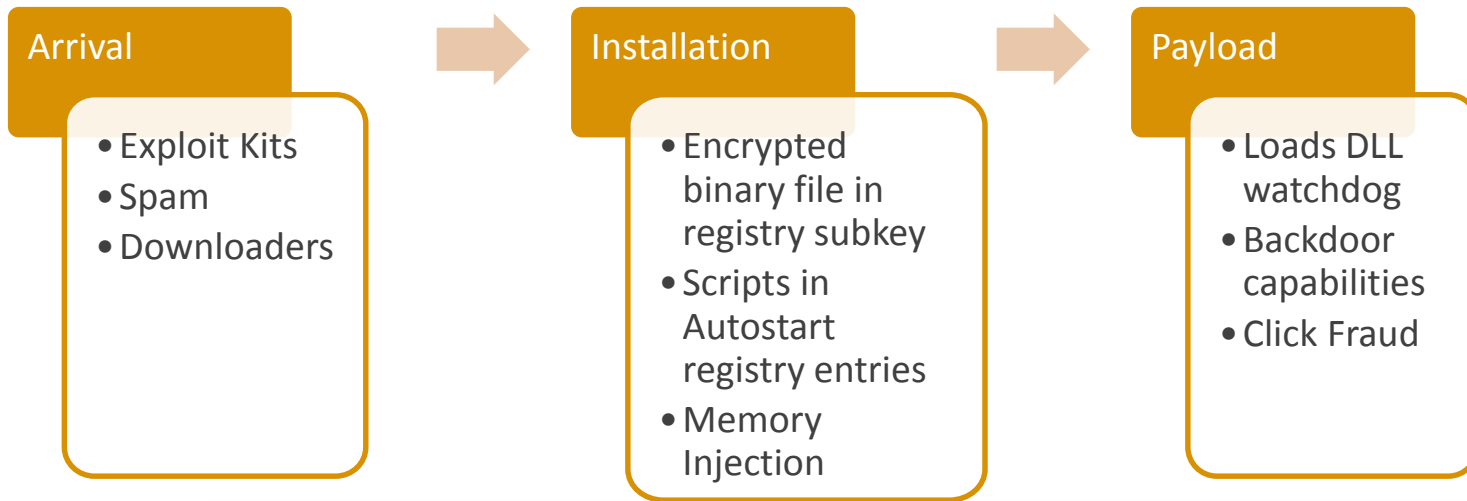 Arrival
• Exploit Kits
• Spam
• Downloaders
Installation
• Encrypted
binary file in
registry subkey
• Scripts in
Autostart
registry entries
• Memory
Injection
Payload
• Loads DLL
watchdog
• Backdoor
capabilities
• Click Fraud